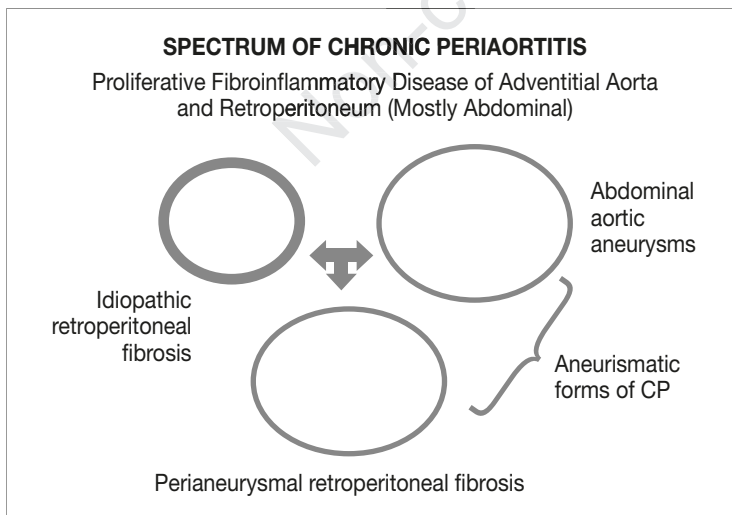 SPECTRUM OF CHRONIC PERIAORTITIS
Proliferative Fibroinflammatory Disease of Adventitial Aorta
and Retroperitoneum (Mostly Abdominal)
Abdominal
aortic
aneurysms
Idiopathic
retroperitoneal
fibrosis
Aneurismatic
forms of CP
Perianeurysmal retroperitoneal fibrosis